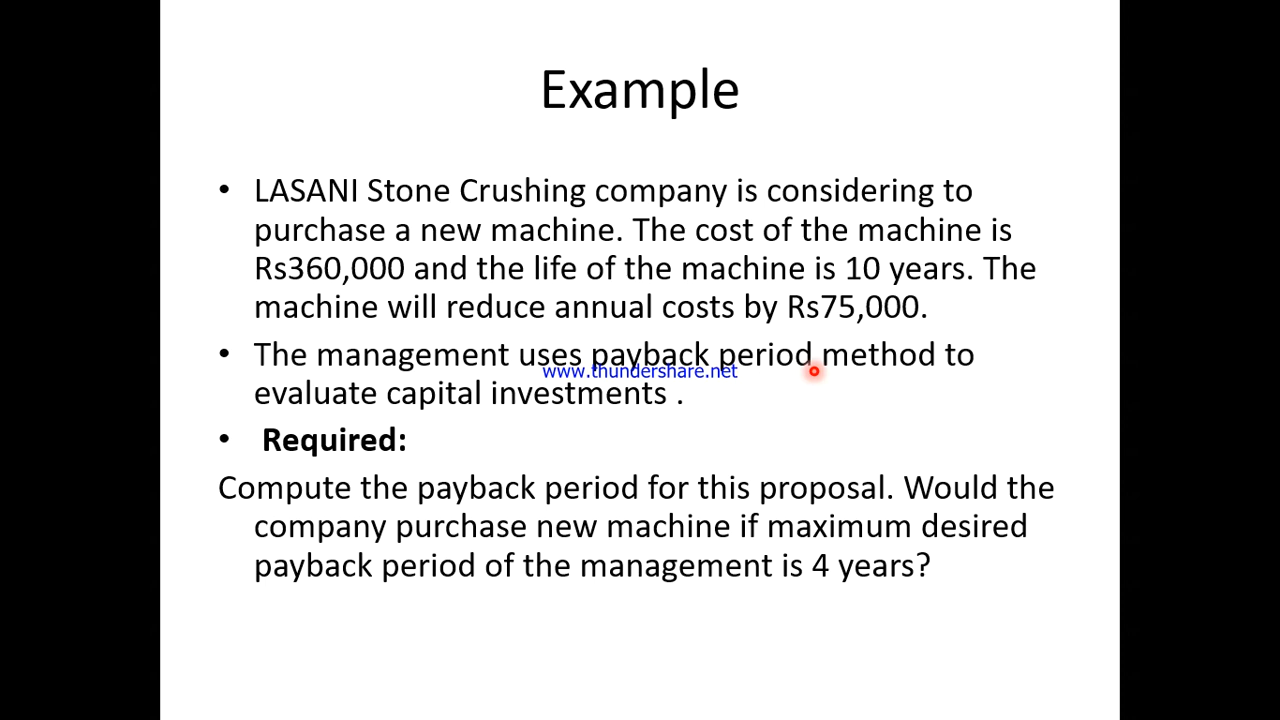 Example
• LASANI Stone Crushing company is considering to
purchase a new machine. The cost of the machine is
Rs360,000 and the life of the machine is 10 years. The
machine will reduce annual costs by Rs75,000.
• The management uses payback period method to
www.thundershare.net
evaluate capital investments .
• Required:
Compute the payback period for this proposal. Would the
company purchase new machine if maximum desired
payback period of the management is 4 years?